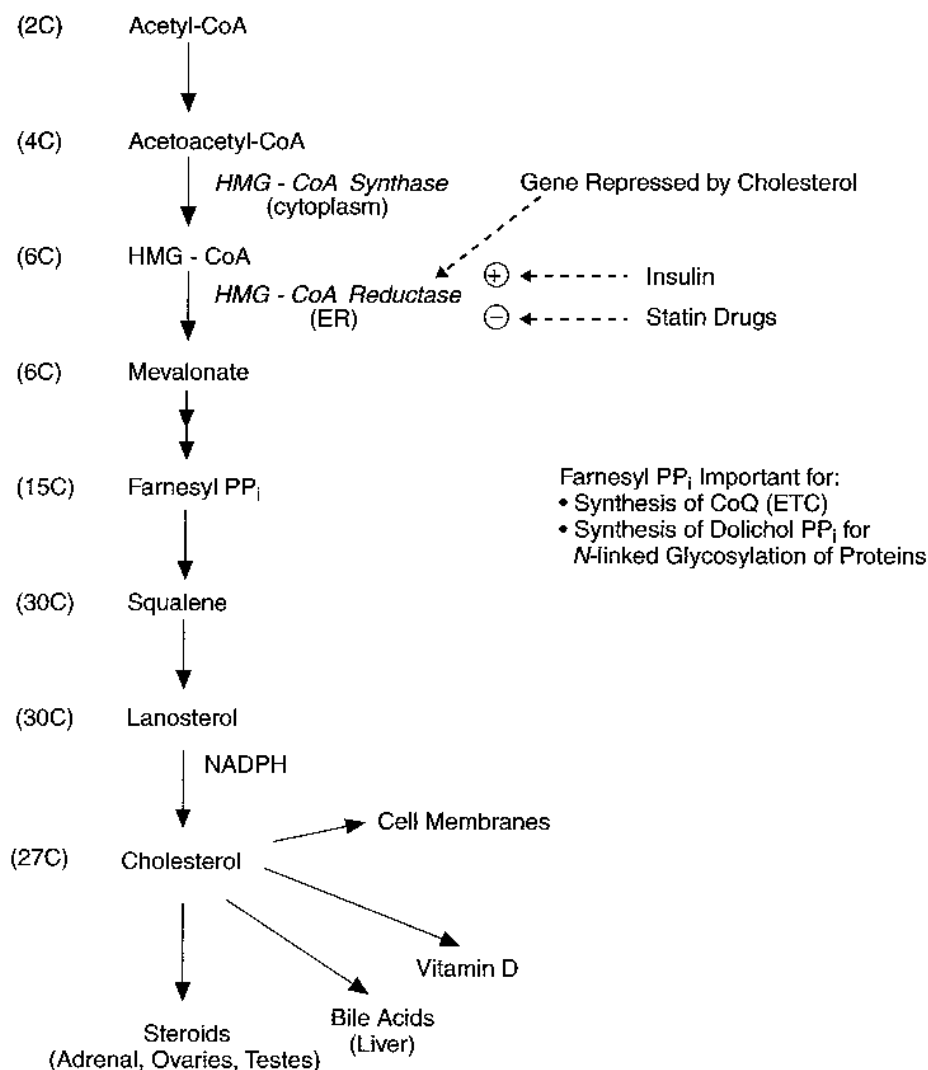 (2C) Acetyl-CoA
(4C) Acetoacetyl-CoA
HMG - CoA Synthase
(cytoplasm)
Gene Repressed by Cholesterol
(6C) HMG - CoA
HMG - CoA Reductase
(ER)
+ Insulin
− Statin Drugs
(6C) Mevalonate
(15C) Farnesyl PPi
Farnesyl PPi Important for:
• Synthesis of CoQ (ETC)
• Synthesis of Dolichol PPi for
N-linked Glycosylation of Proteins
(30C) Squalene
(30C) Lanosterol
NADPH
(27C) Cholesterol
Cell Membranes
Vitamin D
Bile Acids
(Liver)
Steroids
(Adrenal, Ovaries, Testes)